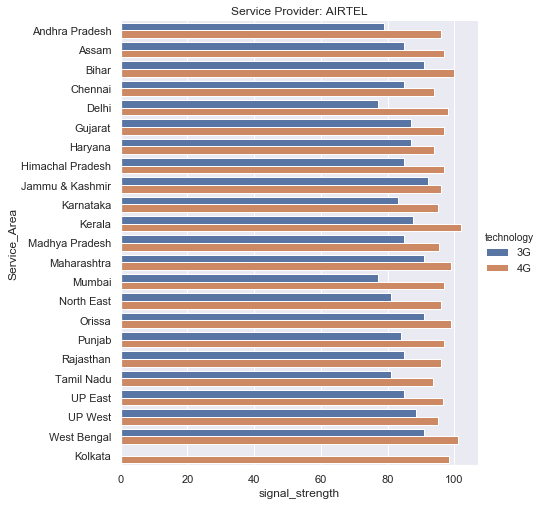 Service Provider: AIRTEL
Service_Area
Andhra Pradesh
Assam
Bihar
Chennai
Delhi
Gujarat
Haryana
Himachal Pradesh
Jammu & Kashmir
Karnataka
Kerala
Madhya Pradesh
Maharashtra
Mumbai
North East
Orissa
Punjab
Rajasthan
Tamil Nadu
UP East
UP West
West Bengal
Kolkata
0 20 40 60 80 100
signal_strength
technology
3G
4G